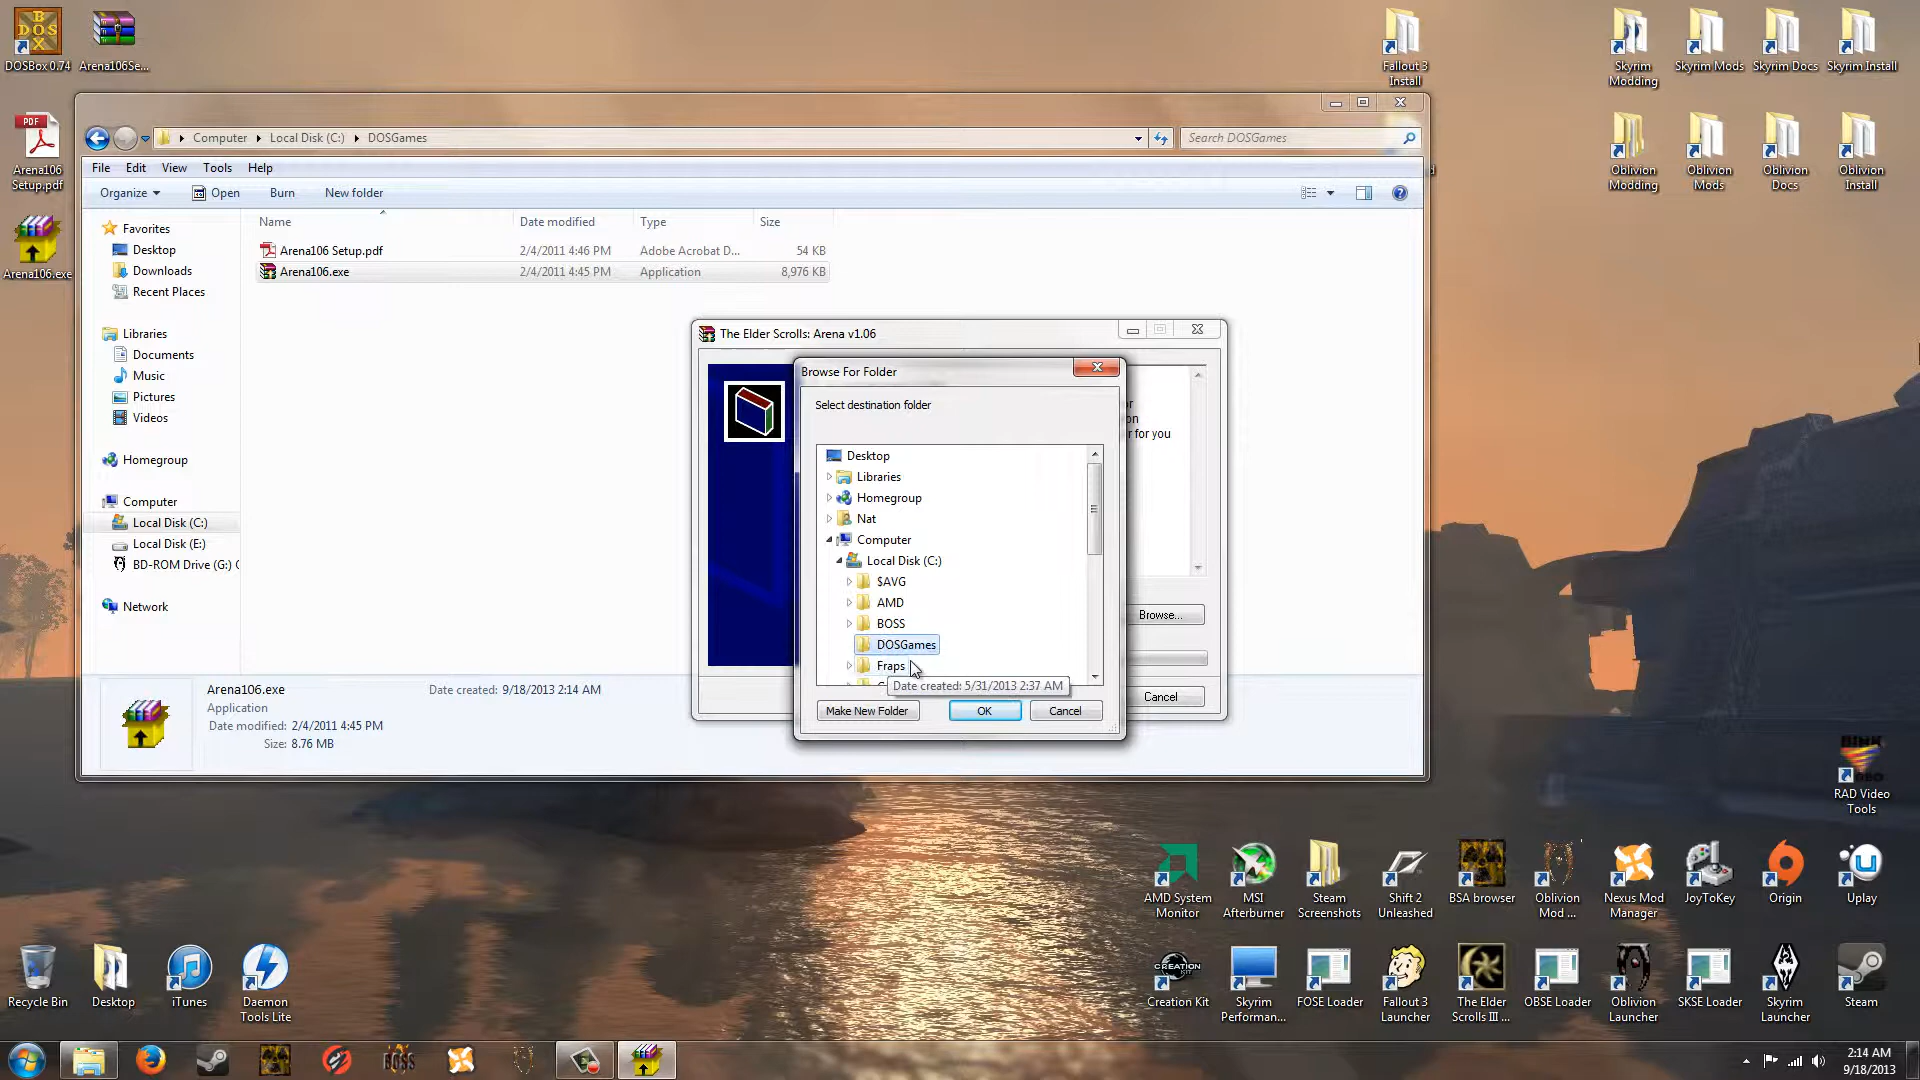 DOSBox 0.74
Arena106Se...
Fallout 3
Install
Skyrim
Modding
Skyrim Mods
Skyrim Docs
Skyrim Install
Arena106
Setup.pdf
Oblivion
Modding
Oblivion
Mods
Oblivion
Docs
Oblivion
Install
Arena106.exe
Computer
Local Disk (C:)
DOSGames
Search DOSGames
File
Edit
View
Tools
Help
Organize
Open
Burn
New folder
Name
Date modified
Type
Size
Arena106 Setup.pdf
2/4/2011 4:46 PM
Adobe Acrobat D...
54 KB
Arena106.exe
2/4/2011 4:45 PM
Application
8,976 KB
Favorites
Desktop
Downloads
Recent Places
Libraries
Documents
Music
Pictures
Videos
Homegroup
Computer
Local Disk (C:)
Local Disk (E:)
BD-ROM Drive (G:)
Network
The Elder Scrolls: Arena v1.06
r for you
Browse...
Cancel
Browse For Folder
Select destination folder
Desktop
Libraries
Homegroup
Nat
Computer
Local Disk (C:)
$AVG
AMD
BOSS
DOSGames
Fraps
Date created: 5/31/2013 2:37 AM
Make New Folder
OK
Cancel
Arena106.exe
Application
Date modified: 2/4/2011 4:45 PM
Size: 8.76 MB
Date created: 9/18/2013 2:14 AM
RAD Video
Tools
AMD System
Monitor
MSI
Afterburner
Steam
Screenshots
Shift 2
Unleashed
BSA browser
Oblivion
Mod ...
Nexus Mod
Manager
JoyToKey
Origin
Uplay
Recycle Bin
Desktop
iTunes
Daemon
Tools Lite
Creation Kit
Skyrim
Performan...
FOSE Loader
Fallout 3
Launcher
The Elder
Scrolls III ...
OBSE Loader
Oblivion
Launcher
SKSE Loader
Skyrim
Launcher
Steam
BOSS
2:14 AM
9/18/2013